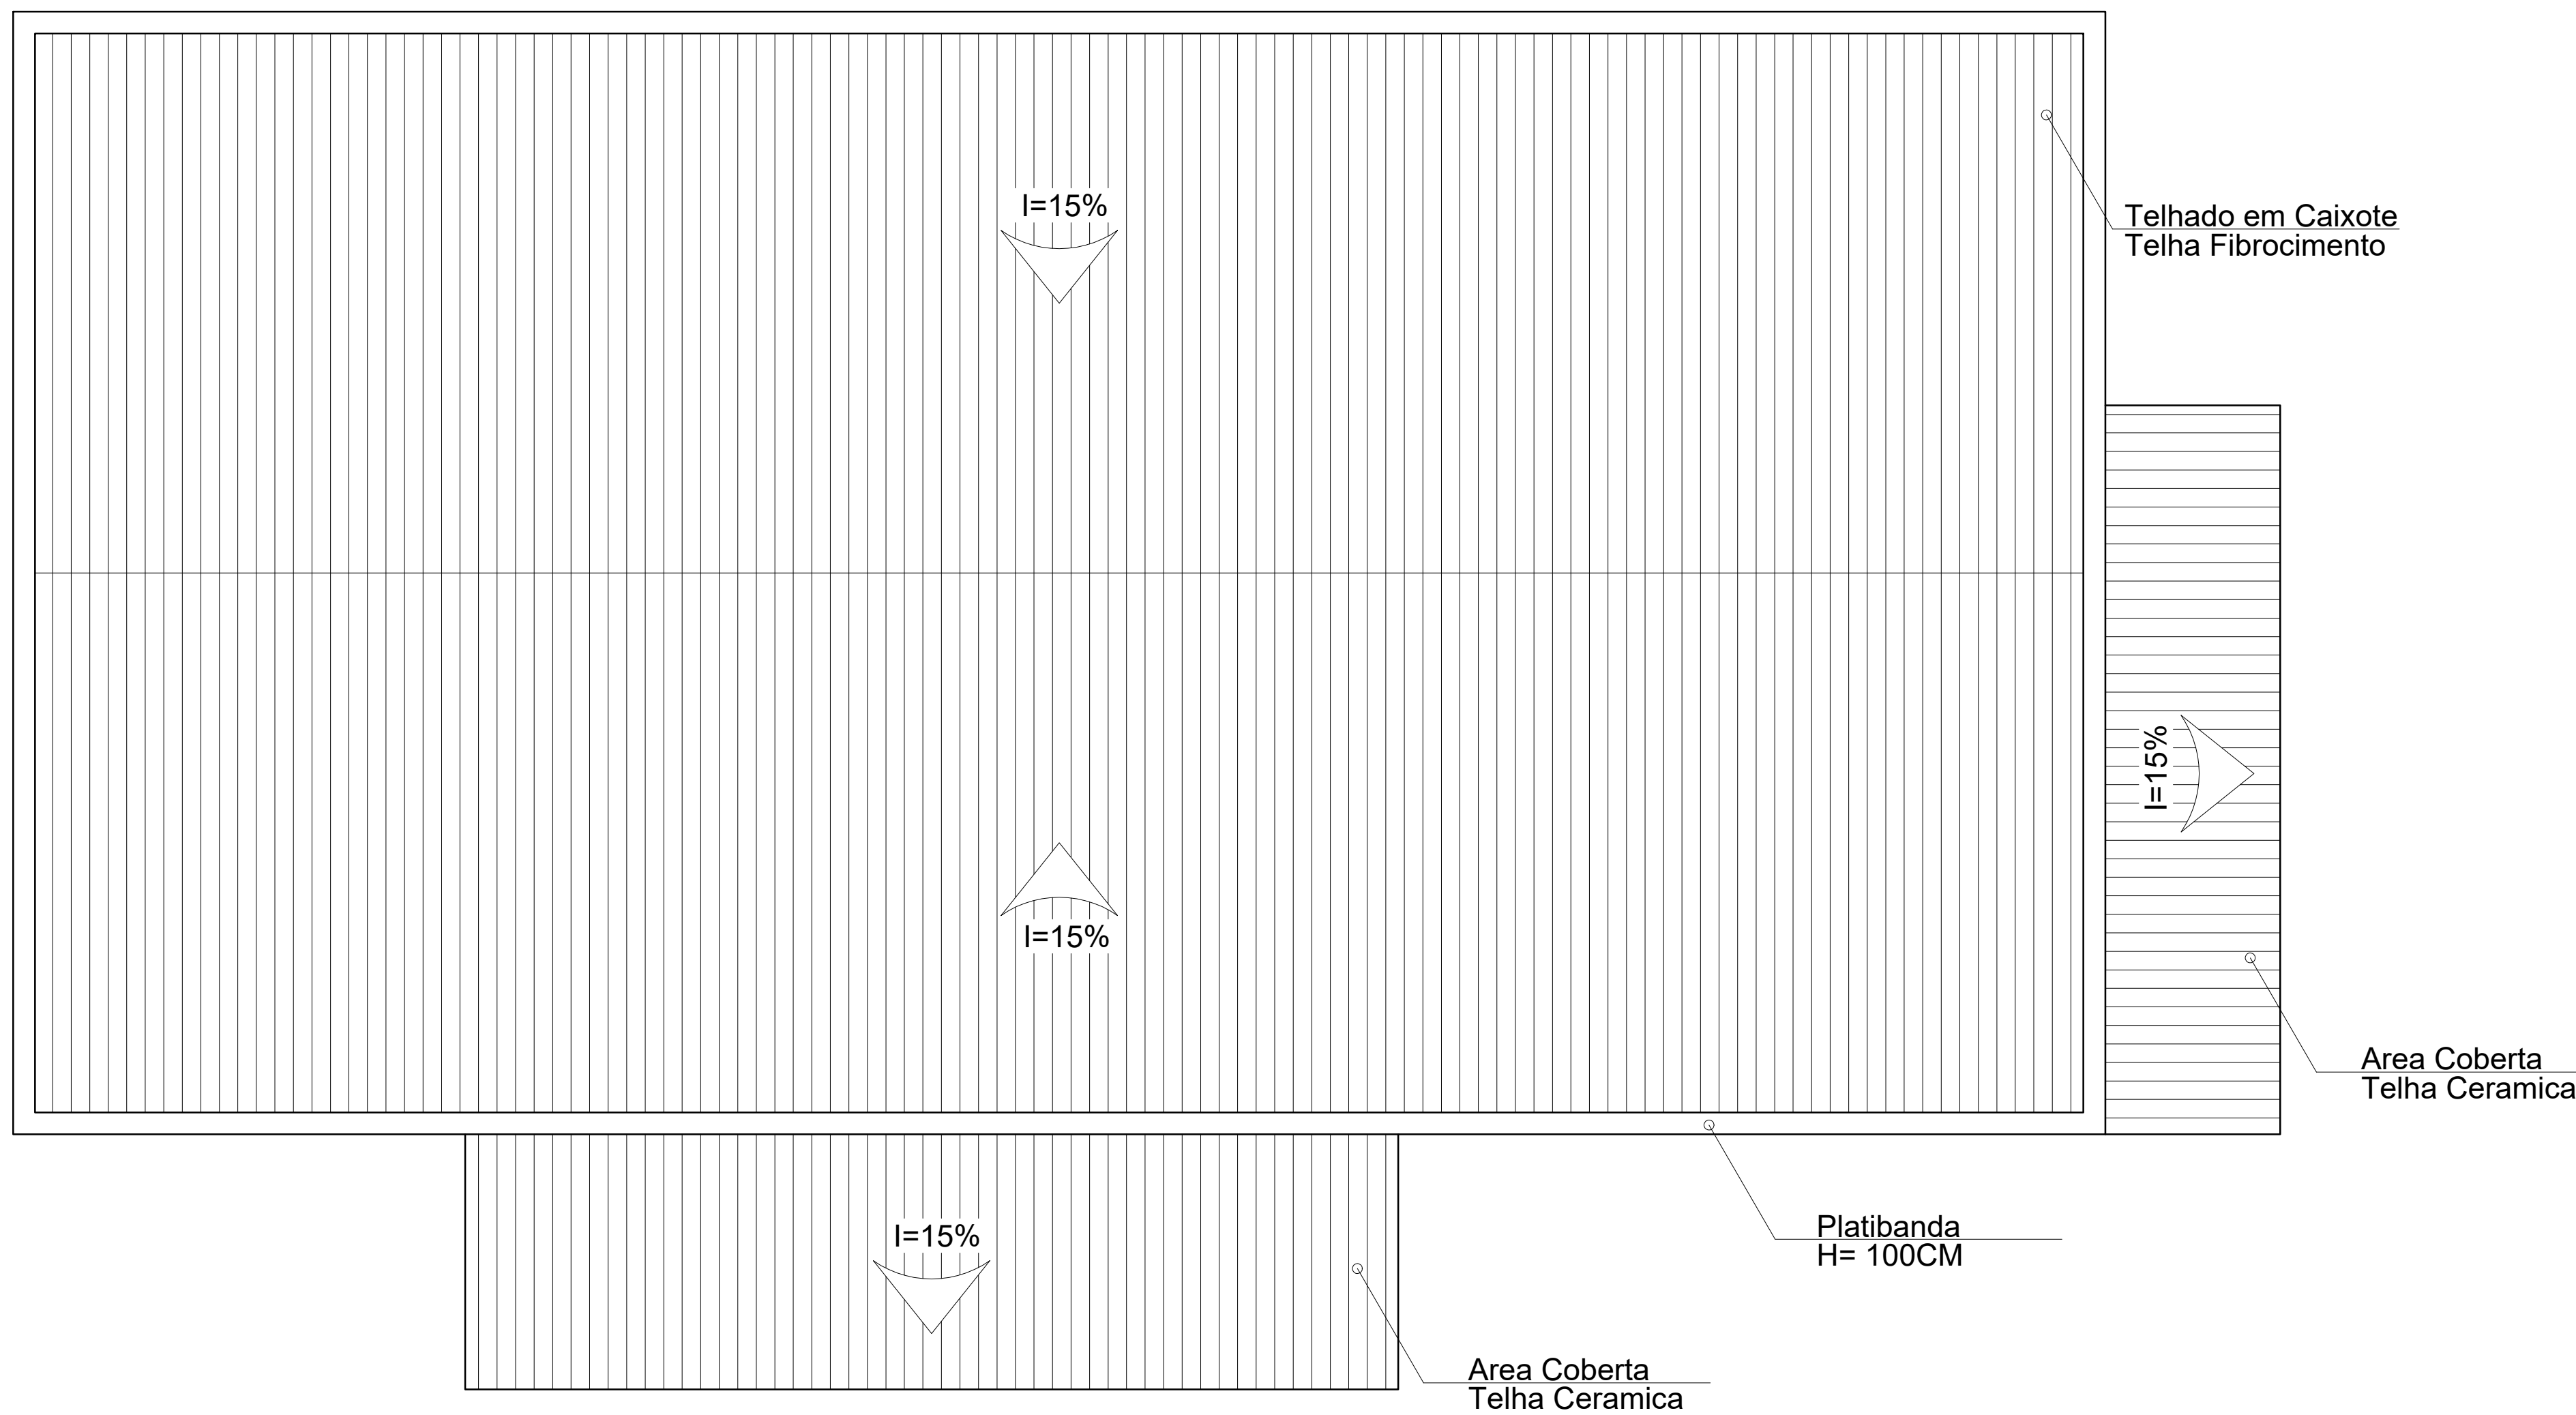 I=15%
Telhado em Caixote
Telha Fibrocimento
I=15%
I=15%
Area Coberta
Telha Ceramica
Platibanda
H= 100CM
I=15%
Area Coberta
Telha Ceramica